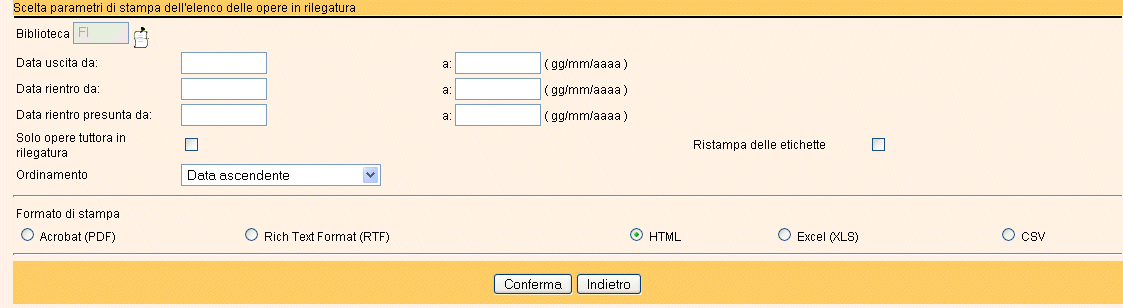 Scelta parametri di stampa dell'elenco delle opere in rilegatura
Biblioteca FI
Data uscita da: a: ( gg/mm/aaaa )
Data rientro da: a: ( gg/mm/aaaa )
Data rientro presunta da: a: ( gg/mm/aaaa )
Solo opere tuttora in
rilegatura Ristampa delle etichette
Ordinamento Data ascendente
Formato di stampa
Acrobat (PDF) Rich Text Format (RTF) HTML Excel (XLS) CSV
Conferma Indietro